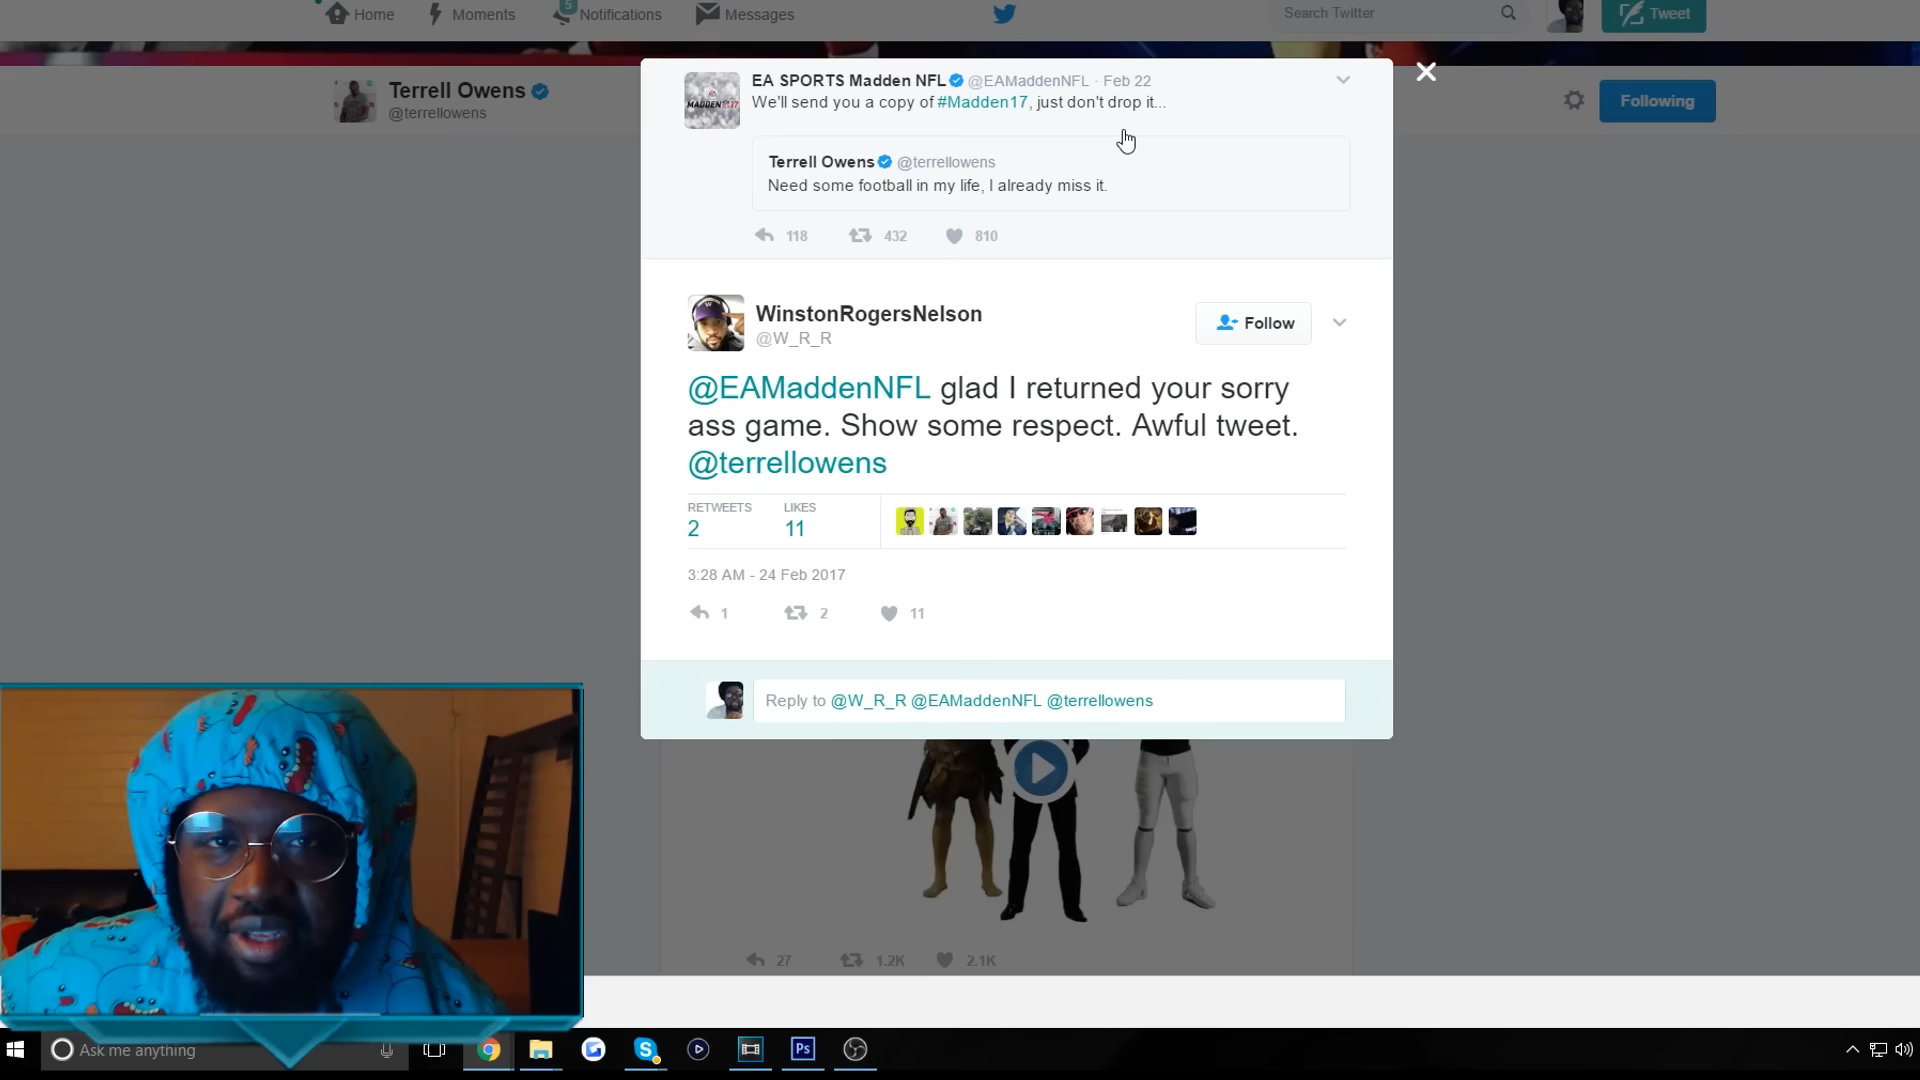 Home
Moments
5
Notifications
Messages
Search Twitter
Tweet
Terrell Owens
@terrellowens
Following
EA SPORTS Madden NFL @EAMaddenNFL · Feb 22
We'll send you a copy of #Madden17, just don't drop it...
MADDEN 17
Terrell Owens @terrellowens
Need some football in my life, I already miss it.
118 432 810
WinstonRogersNelson
@W_R_R
Follow
@EAMaddenNFL glad I returned your sorry
ass game. Show some respect. Awful tweet.
@terrellowens
RETWEETS LIKES
2 11
3:28 AM - 24 Feb 2017
1 2 11
Reply to @W_R_R @EAMaddenNFL @terrellowens
27 1.2K 2.1K
Ask me anything
S
Ps